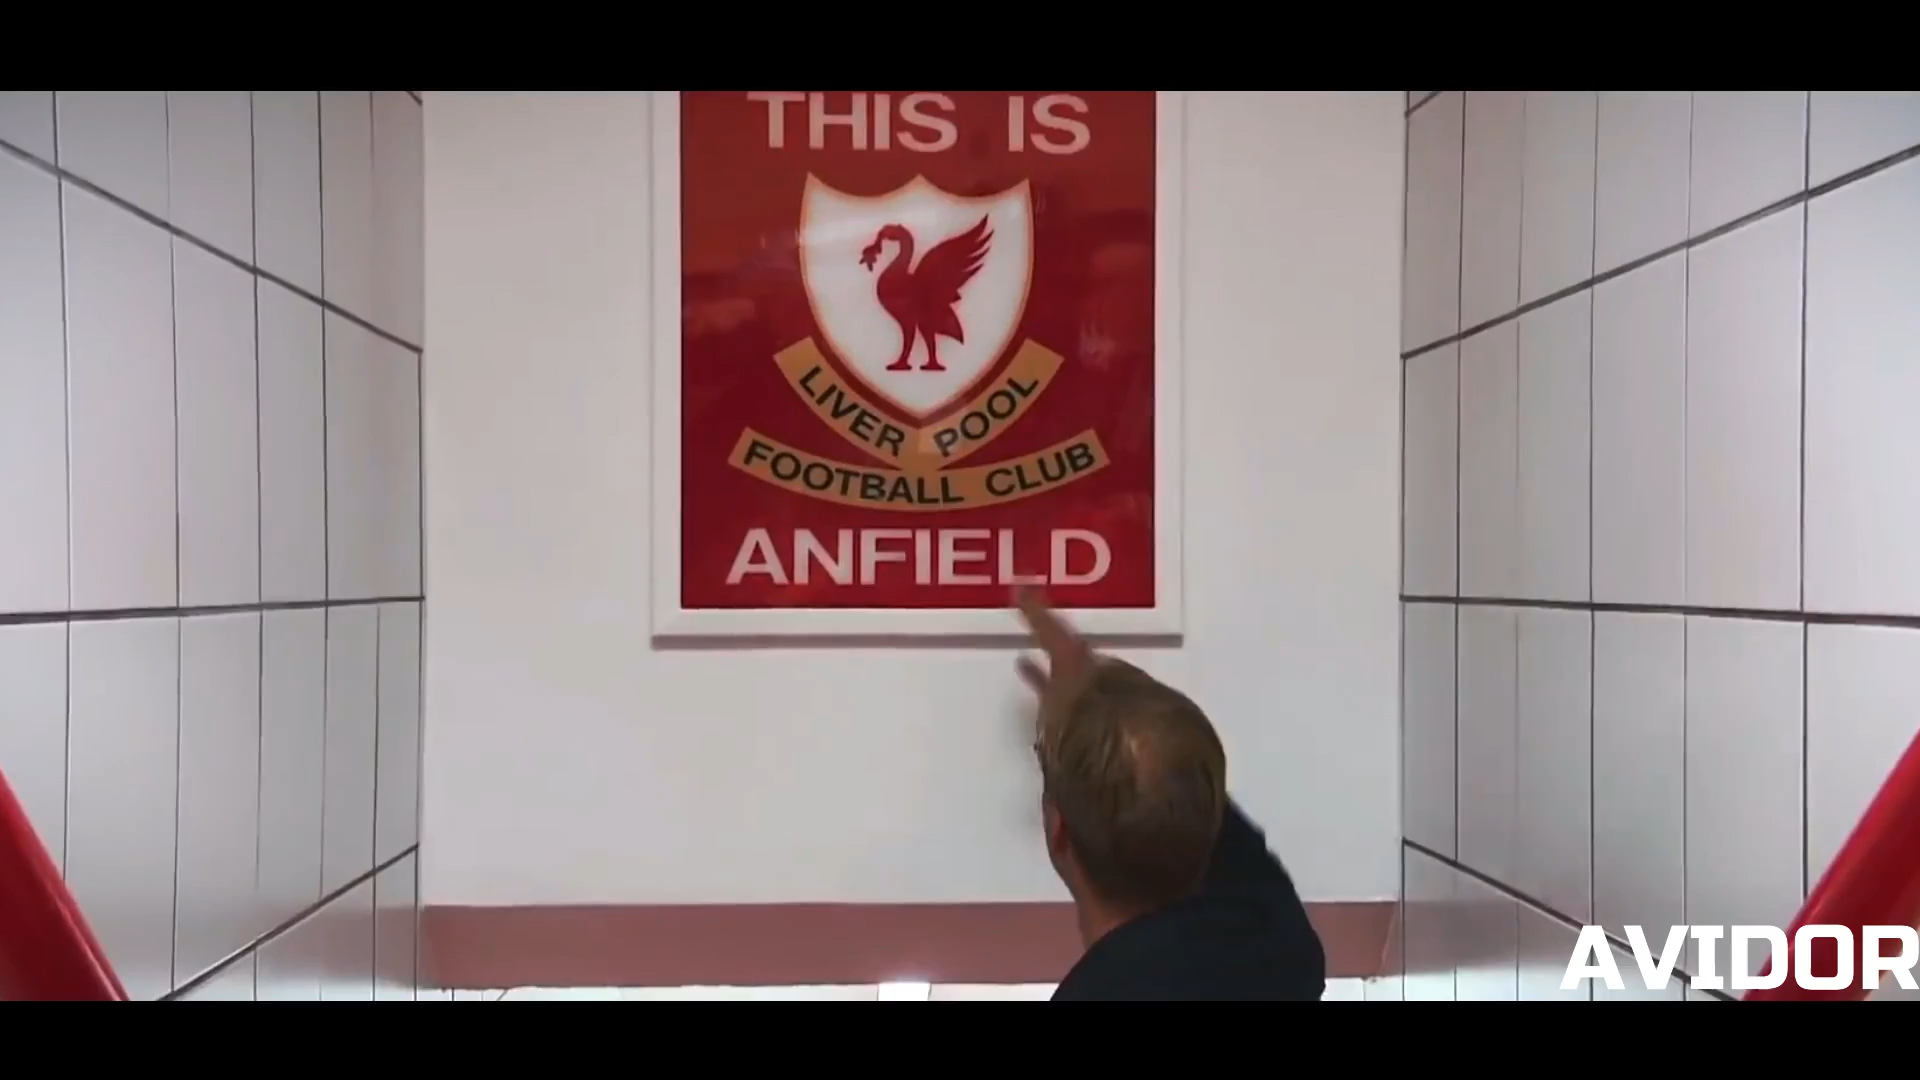 THIS IS
LIVER POOL
FOOTBALL CLUB
ANFIELD
AVIDOR